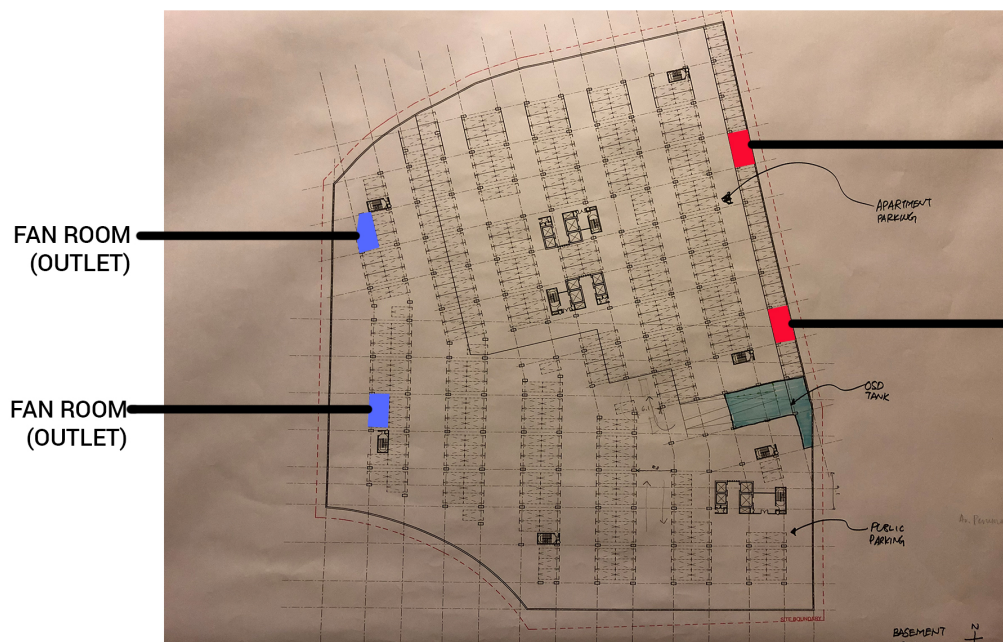 FAN ROOM
(OUTLET)
APARTMENT
PARKING
OSD
TANK
FAN ROOM
(OUTLET)
PUBLIC
PARKING
SITE BOUNDARY
BASEMENT
N